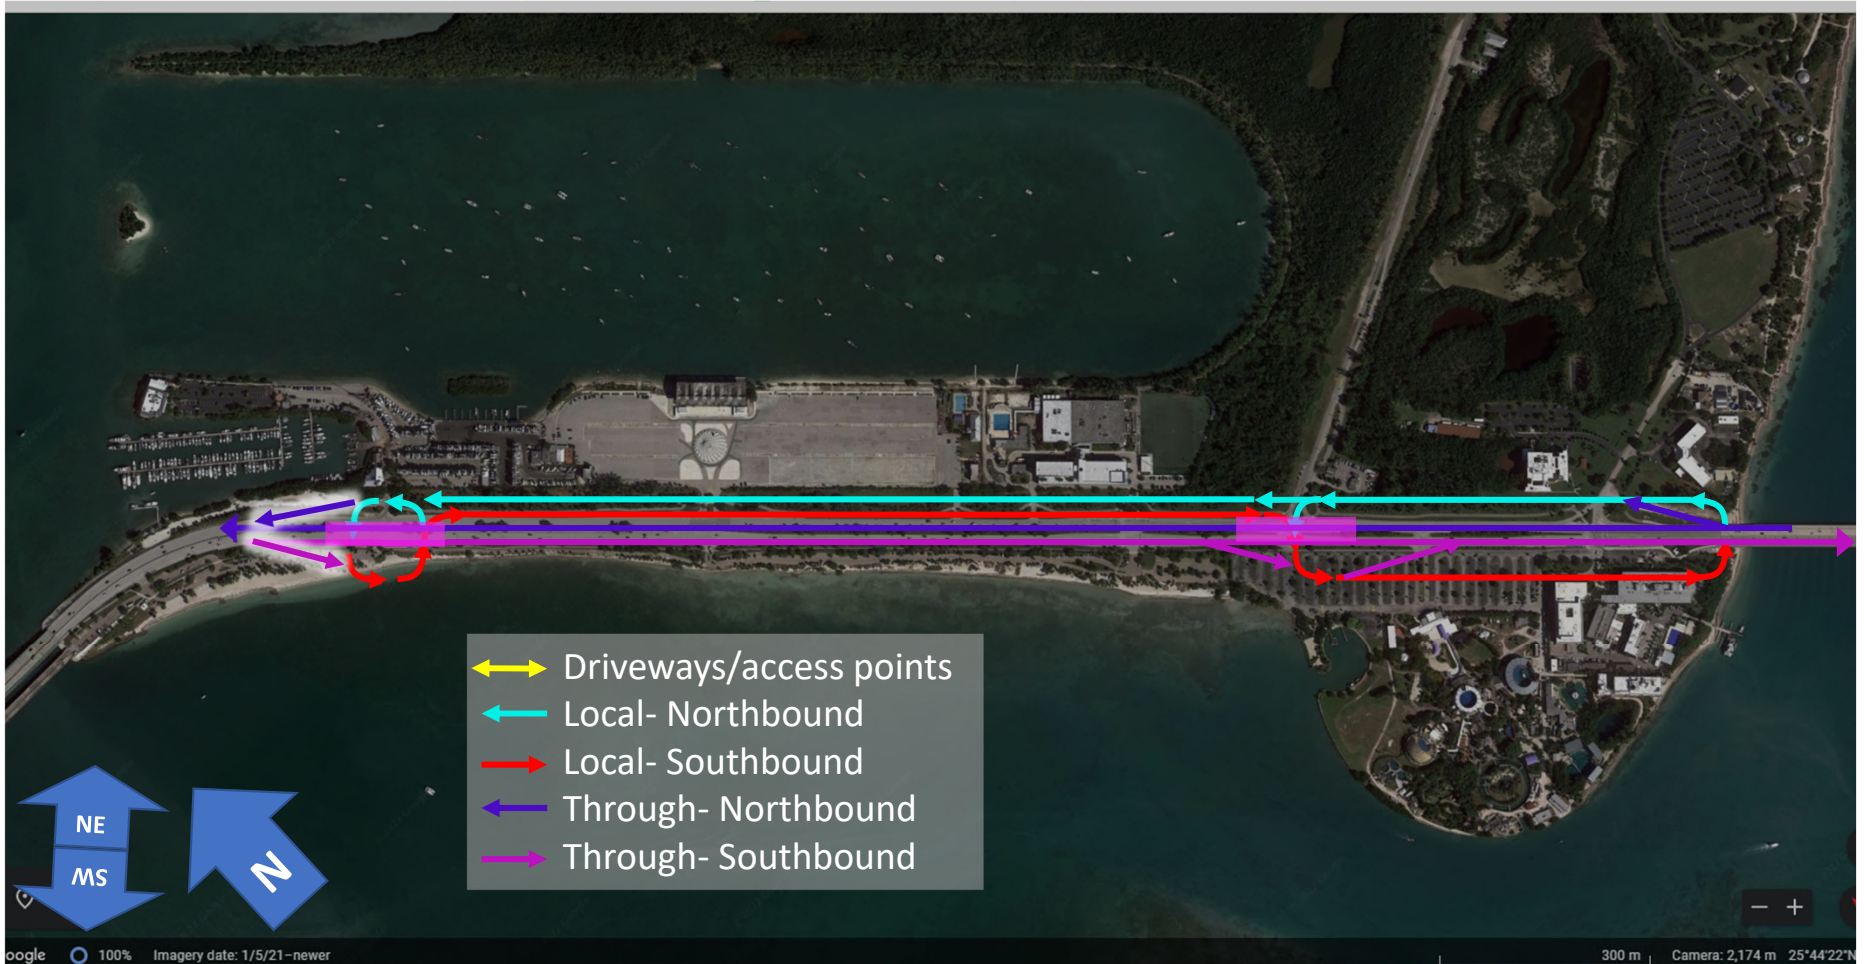 Driveways/access points
Local- Northbound
Local- Southbound
Through- Northbound
Through- Southbound
NE
SW
N
oogle 100% Imagery date: 1/5/21–newer
300 m Camera: 2,174 m 25°44'22"N